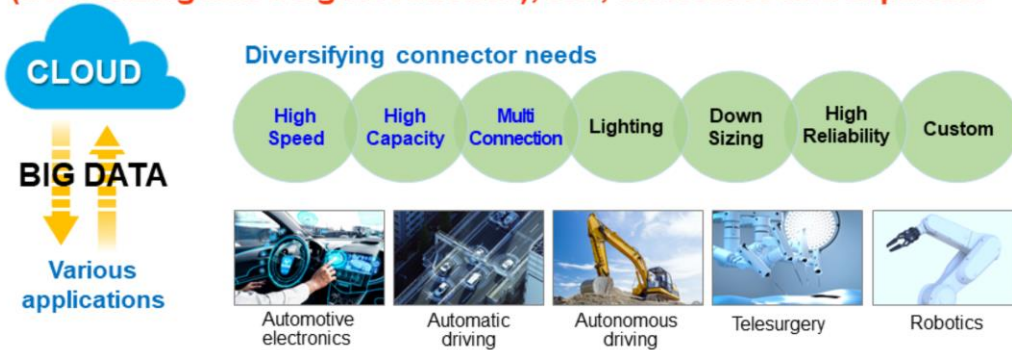 CLOUD
BIG DATA
Various
applications
Diversifying connector needs
High
Speed
High
Capacity
Multi
Connection
Lighting
Down
Sizing
High
Reliability
Custom
Automotive
electronics
Automatic
driving
Autonomous
driving
Telesurgery
Robotics